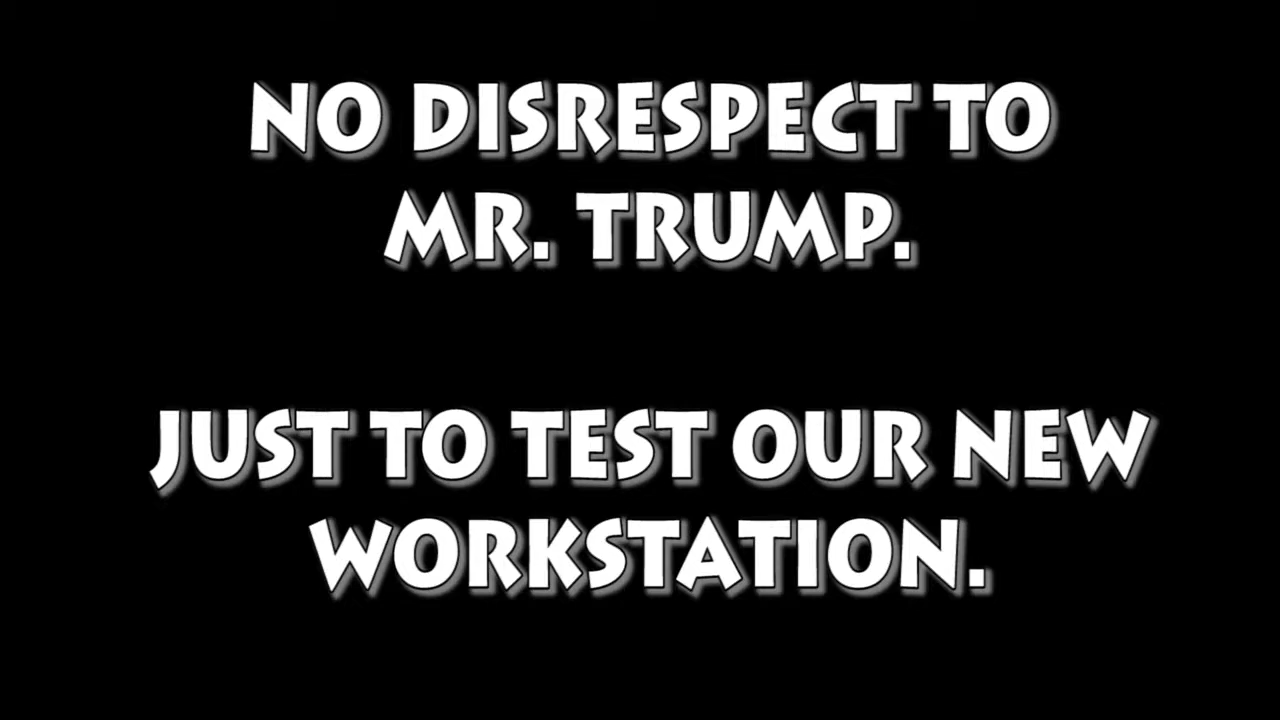 NO DISRESPECT TO
MR. TRUMP.
JUST TO TEST OUR NEW
WORKSTATION.